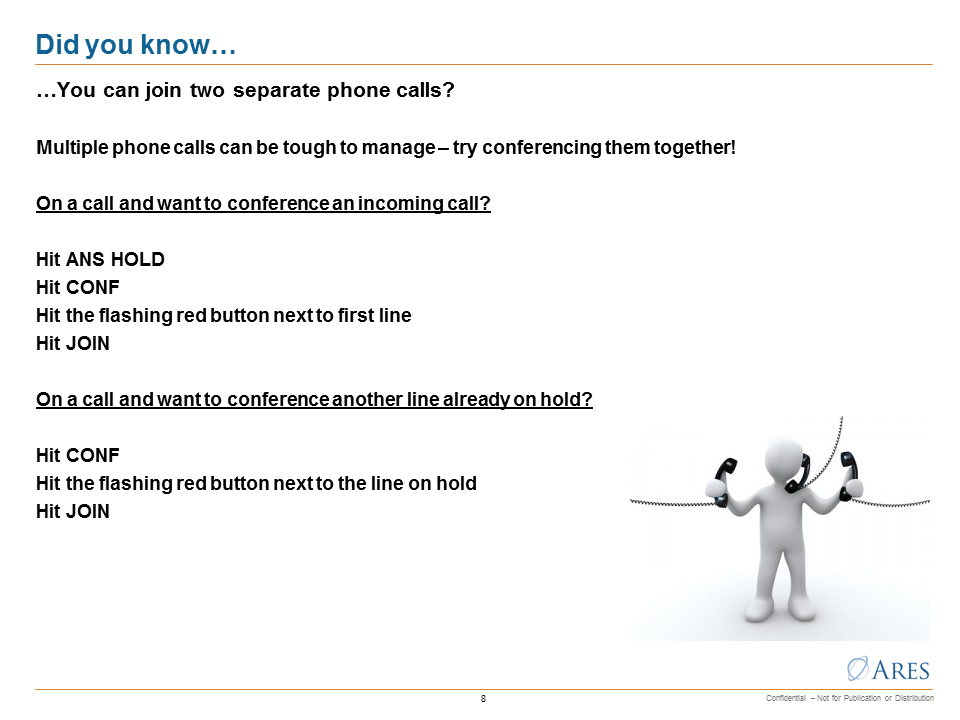 Did you know…
…You can join two separate phone calls?
Multiple phone calls can be tough to manage – try conferencing them together!
On a call and want to conference an incoming call?
Hit ANS HOLD
Hit CONF
Hit the flashing red button next to first line
Hit JOIN
On a call and want to conference another line already on hold?
Hit CONF
Hit the flashing red button next to the line on hold
Hit JOIN
ARES
8
Confidential – Not for Publication or Distribution